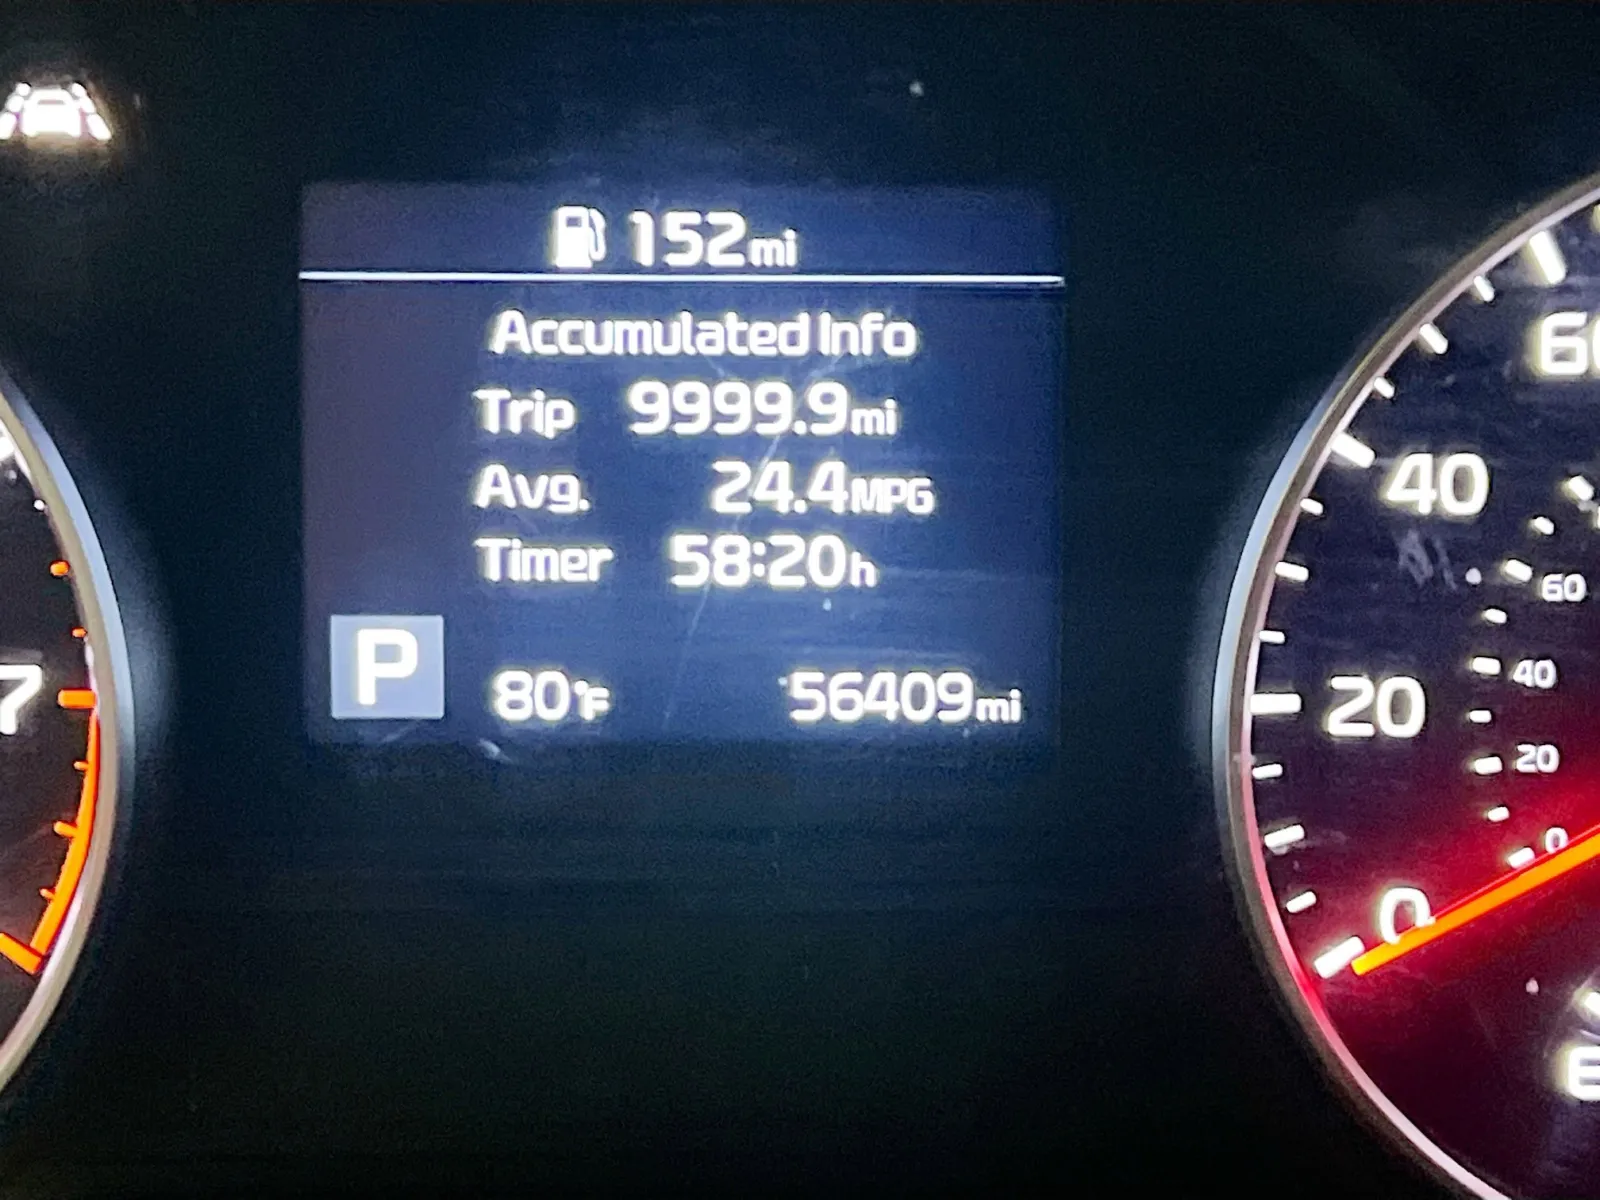 152mi
Accumulated Info
Trip 9999.9mi
Avg. 24.4MPG
Timer 58:20h
P 80°F 56409mi
7
40
20
0
60
40
20
0